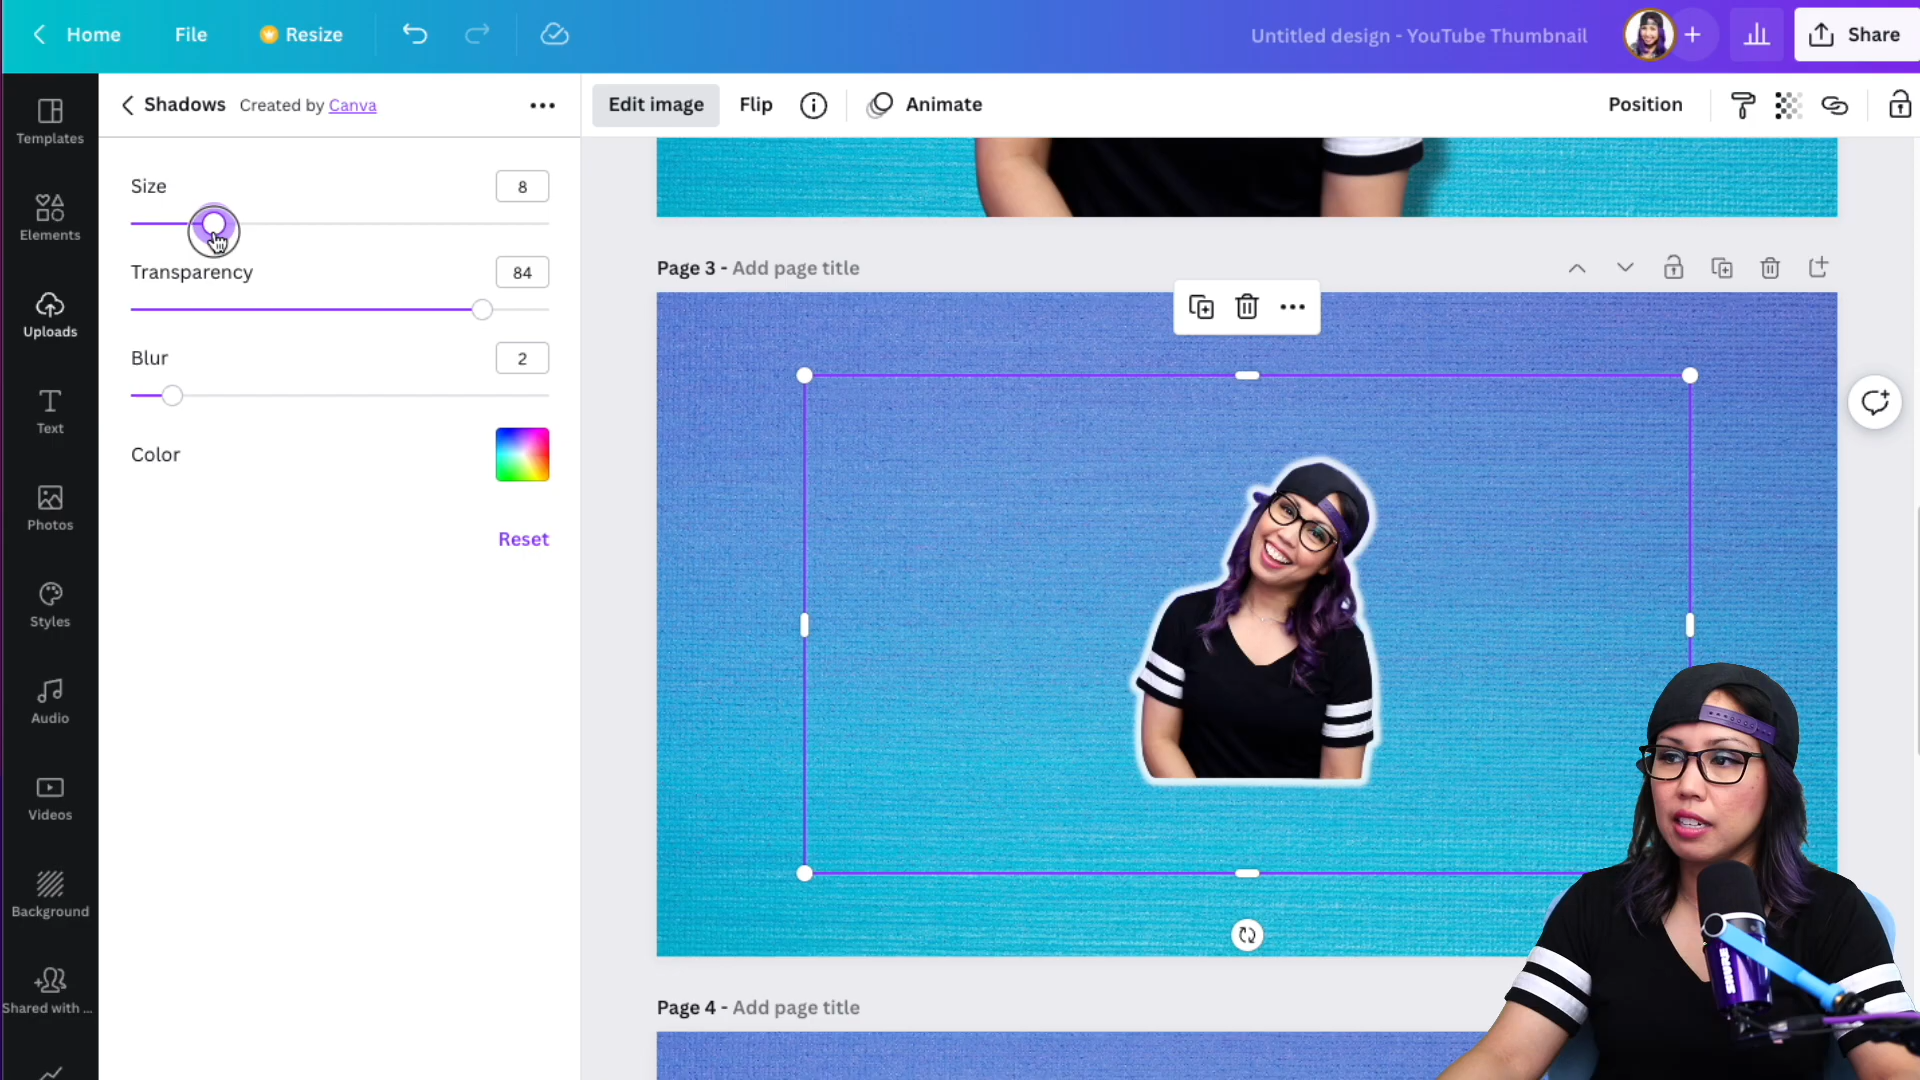 Home File Resize Untitled design - YouTube Thumbnail Share
Shadows Created by Canva Edit image Flip Animate Position
Templates
Elements
Uploads
Text
Photos
Styles
Audio
Videos
Background
Shared with ...
Size 8
Transparency 84
Blur 2
Color
Reset
Page 3 - Add page title
Page 4 - Add page title